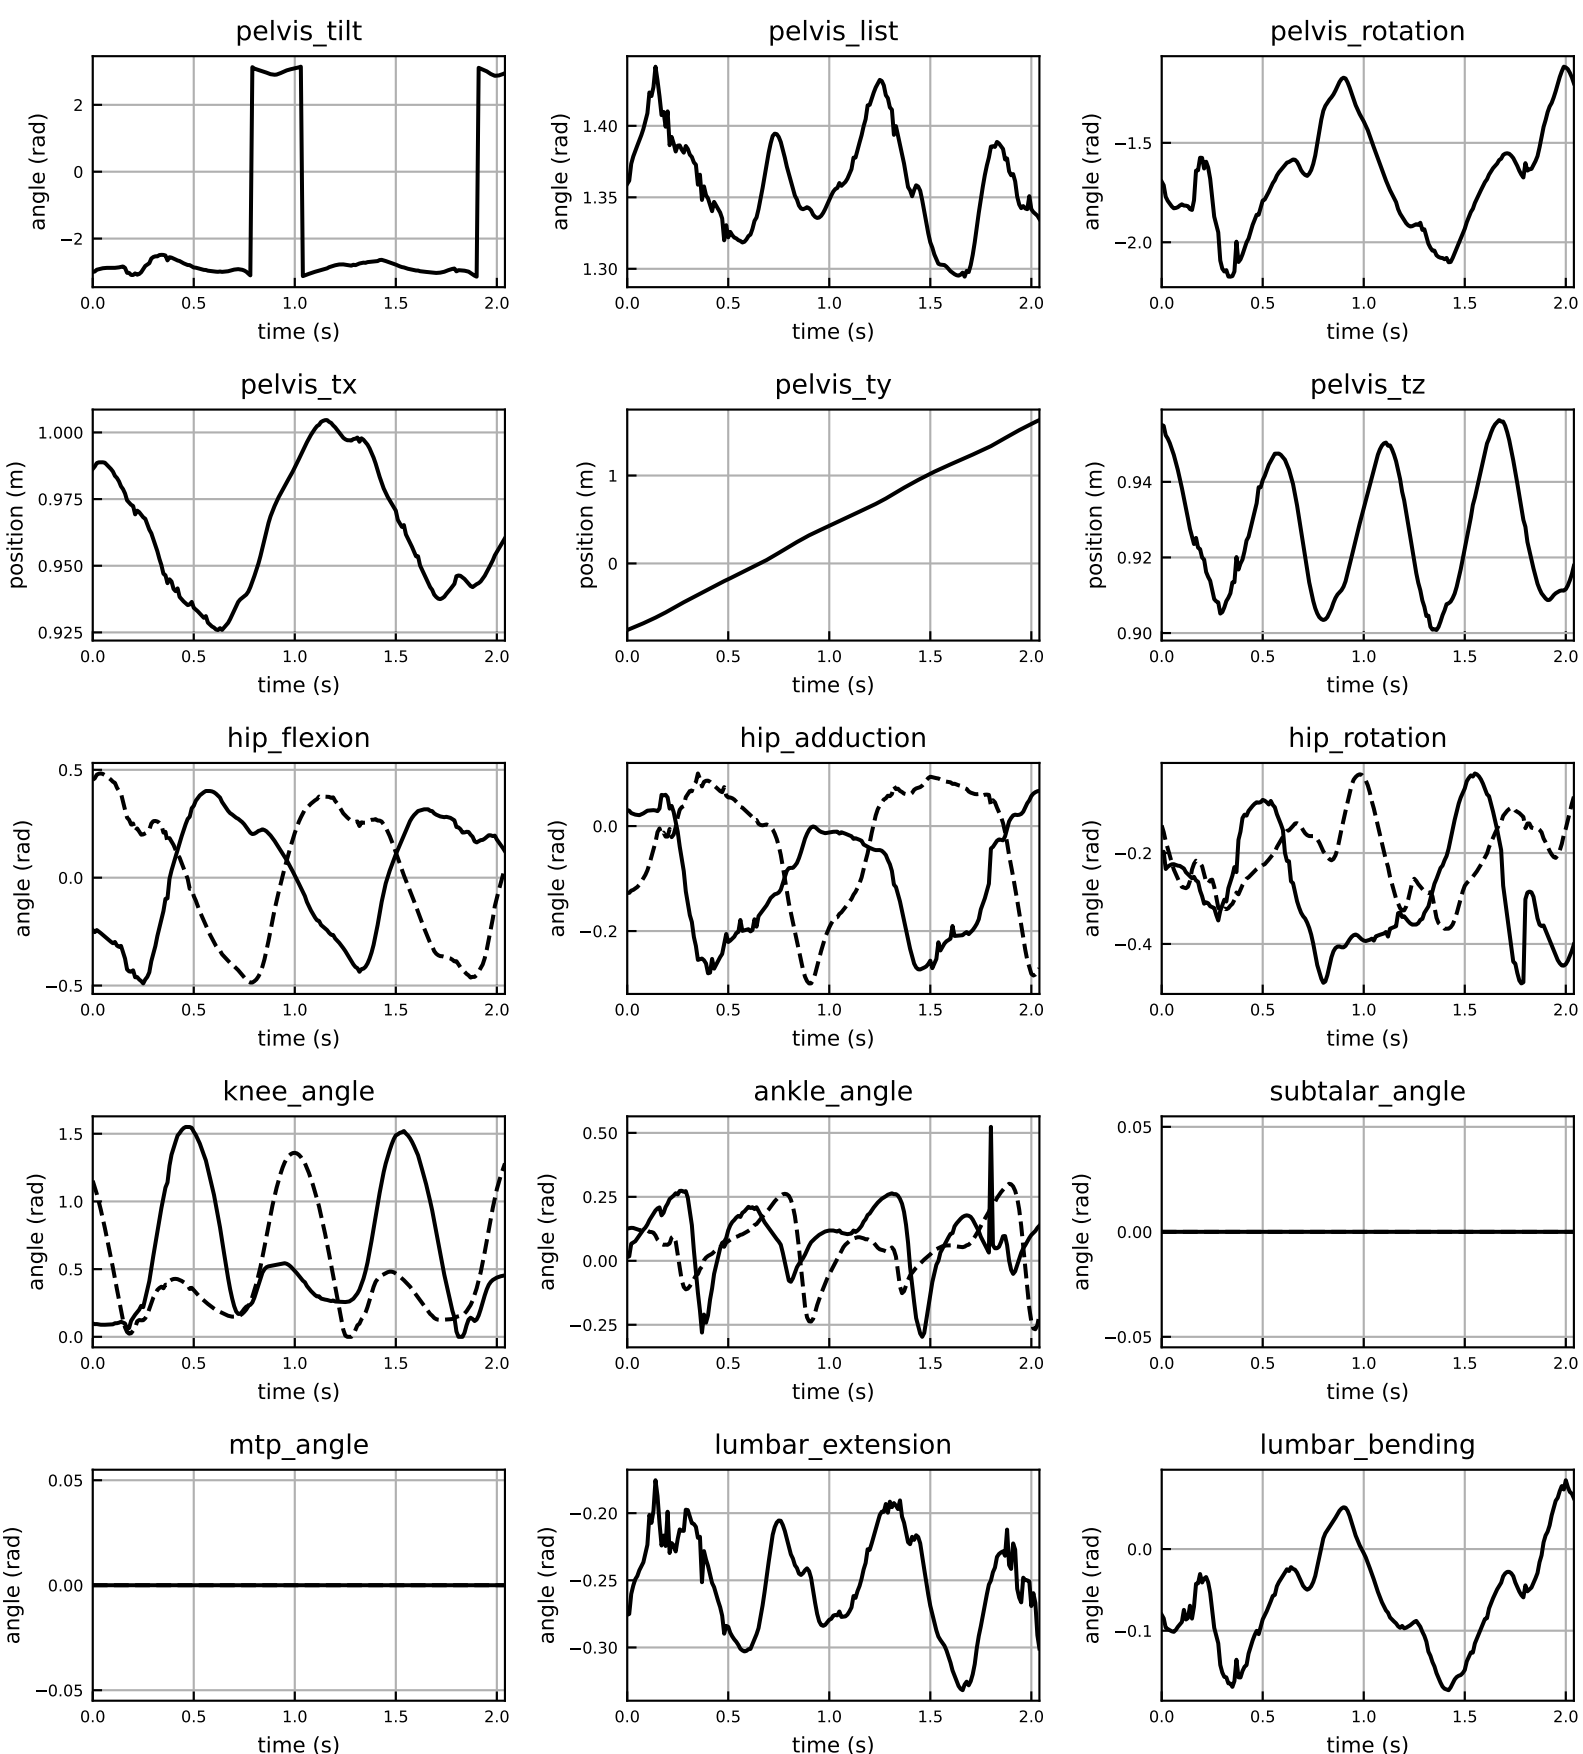 pelvis_tilt
angle (rad)
2
0
−2
0.0 0.5 1.0 1.5 2.0
time (s)
pelvis_list
angle (rad)
1.40
1.35
1.30
0.0 0.5 1.0 1.5 2.0
time (s)
pelvis_rotation
angle (rad)
−1.5
−2.0
0.0 0.5 1.0 1.5 2.0
time (s)
pelvis_tx
position (m)
1.000
0.975
0.950
0.925
0.0 0.5 1.0 1.5 2.0
time (s)
pelvis_ty
position (m)
1
0
0.0 0.5 1.0 1.5 2.0
time (s)
pelvis_tz
position (m)
0.94
0.92
0.90
0.0 0.5 1.0 1.5 2.0
time (s)
hip_flexion
angle (rad)
0.5
0.0
−0.5
0.0 0.5 1.0 1.5 2.0
time (s)
hip_adduction
angle (rad)
0.0
−0.2
0.0 0.5 1.0 1.5 2.0
time (s)
hip_rotation
angle (rad)
−0.2
−0.4
0.0 0.5 1.0 1.5 2.0
time (s)
knee_angle
angle (rad)
1.5
1.0
0.5
0.0
0.0 0.5 1.0 1.5 2.0
time (s)
ankle_angle
angle (rad)
0.50
0.25
0.00
−0.25
0.0 0.5 1.0 1.5 2.0
time (s)
subtalar_angle
angle (rad)
0.05
0.00
−0.05
0.0 0.5 1.0 1.5 2.0
time (s)
mtp_angle
angle (rad)
0.05
0.00
−0.05
0.0 0.5 1.0 1.5 2.0
time (s)
lumbar_extension
angle (rad)
−0.20
−0.25
−0.30
0.0 0.5 1.0 1.5 2.0
time (s)
lumbar_bending
angle (rad)
0.0
−0.1
0.0 0.5 1.0 1.5 2.0
time (s)